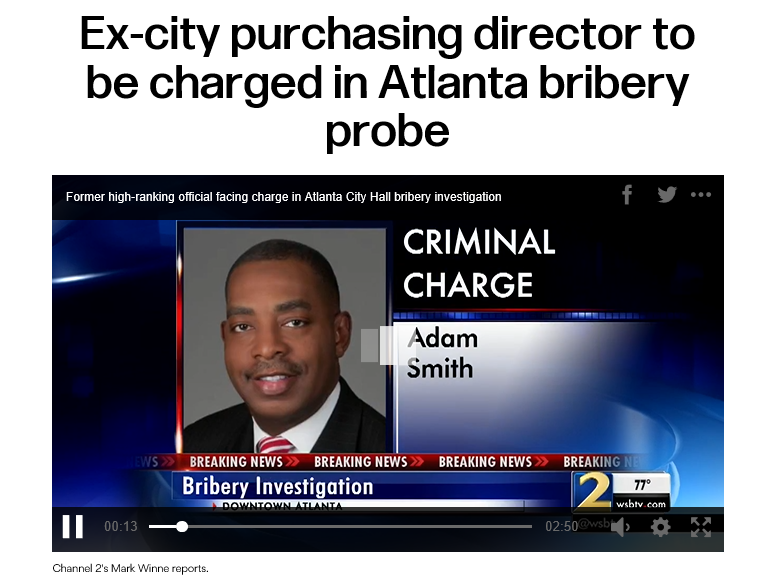 Ex-city purchasing director to
be charged in Atlanta bribery
probe
Former high-ranking official facing charge in Atlanta City Hall bribery investigation
CRIMINAL
CHARGE
Adam
Smith
BREAKING NEWS BREAKING NEWS BREAKING NEWS BREAKING NE
Bribery Investigation
DOWNTOWN ATLANTA
2
77°
wsbtv.com
00:13
02:50
@wsbt
Channel 2's Mark Winne reports.